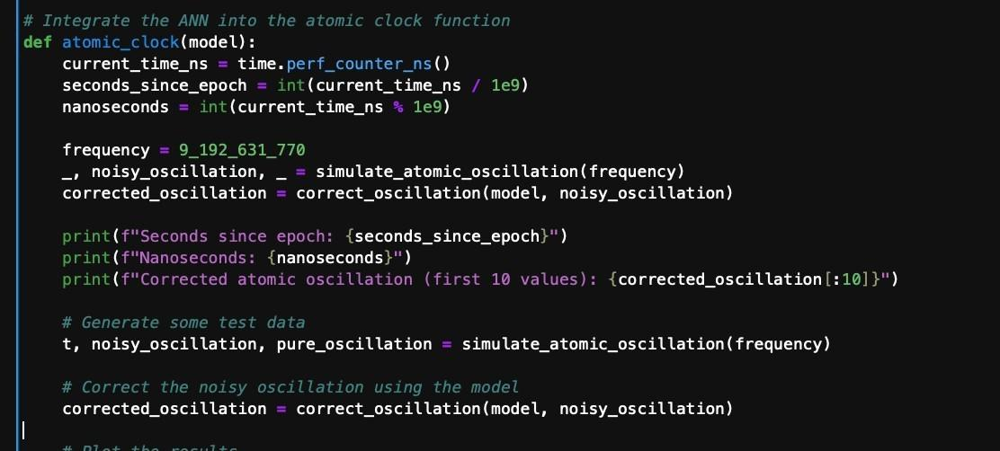 # Integrate the ANN into the atomic clock function
def atomic_clock(model):
    current_time_ns = time.perf_counter_ns()
    seconds_since_epoch = int(current_time_ns / 1e9)
    nanoseconds = int(current_time_ns % 1e9)

    frequency = 9_192_631_770
    _, noisy_oscillation, _ = simulate_atomic_oscillation(frequency)
    corrected_oscillation = correct_oscillation(model, noisy_oscillation)

    print(f"Seconds since epoch: {seconds_since_epoch}")
    print(f"Nanoseconds: {nanoseconds}")
    print(f"Corrected atomic oscillation (first 10 values): {corrected_oscillation[:10]}")

    # Generate some test data
    t, noisy_oscillation, pure_oscillation = simulate_atomic_oscillation(frequency)

    # Correct the noisy oscillation using the model
    corrected_oscillation = correct_oscillation(model, noisy_oscillation)

    # Plot the results